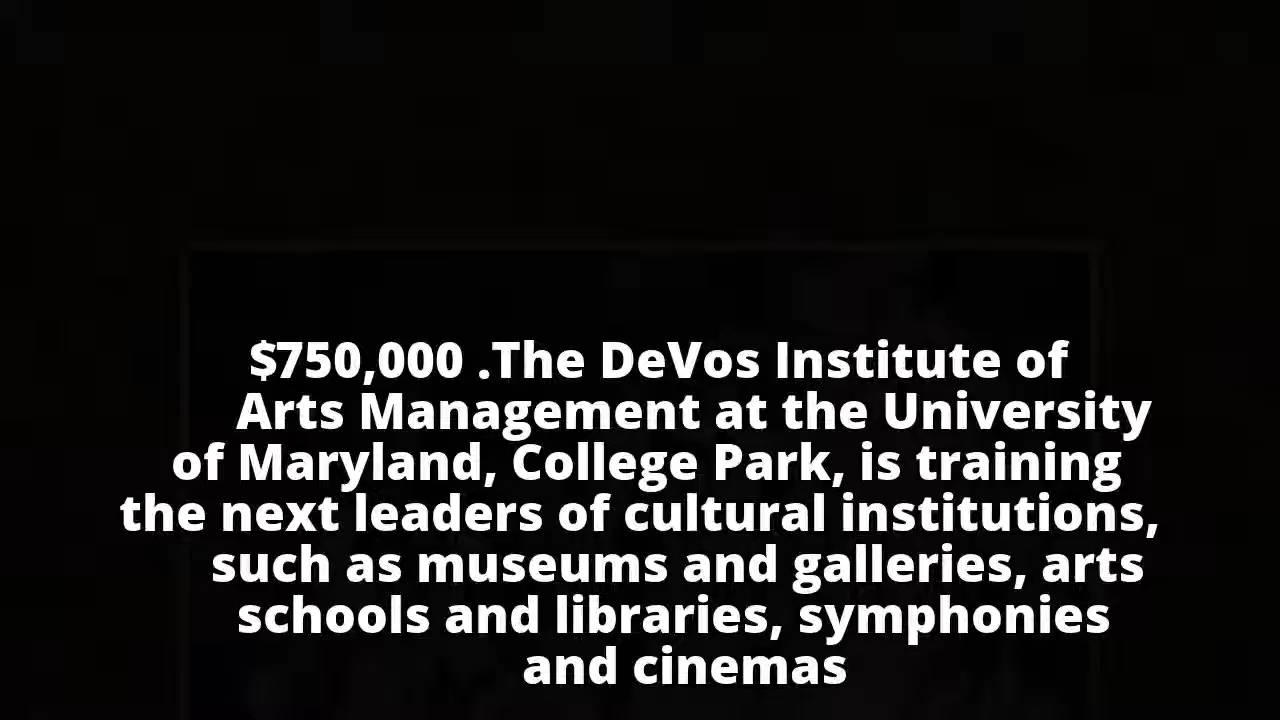 $750,000 .The DeVos Institute of
Arts Management at the University
of Maryland, College Park, is training
the next leaders of cultural institutions,
such as museums and galleries, arts
schools and libraries, symphonies
and cinemas